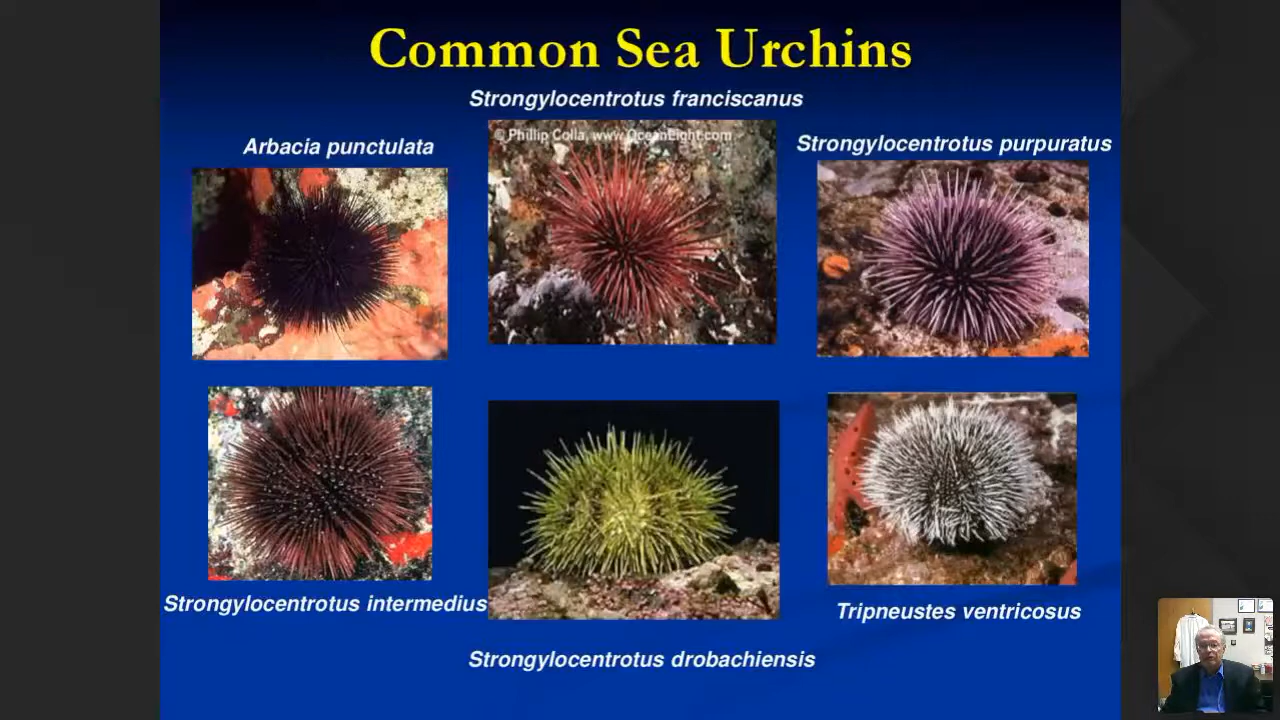 Common Sea Urchins
Strongylocentrotus franciscanus
Arbacia punctulata
© Phillip Colla, www.OceanEight.com
Strongylocentrotus purpuratus
Strongylocentrotus intermedius
Tripneustes ventricosus
Strongylocentrotus drobachiensis